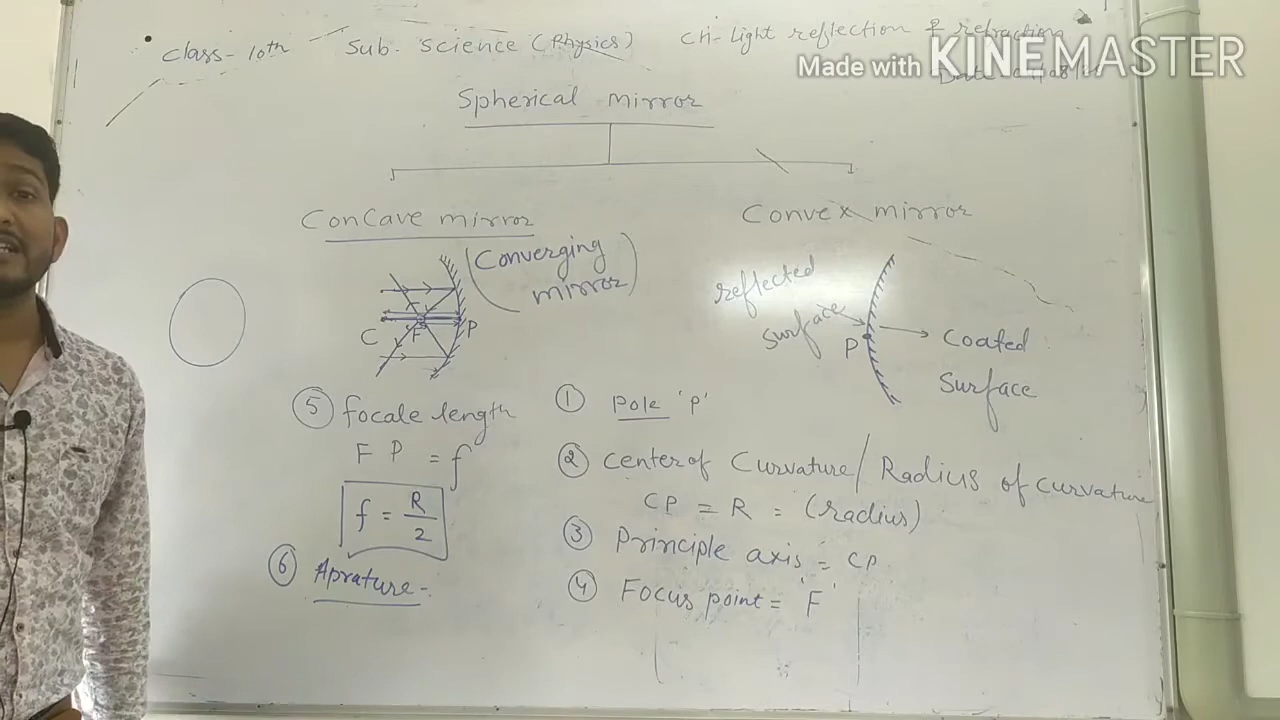 Class- 10th Sub- Science (Physics) CH- Light reflection & refraction
Made with KINEMASTER
Date
Spherical mirror
Concave mirror
Convex mirror
(Converging
mirror)
reflected
surface
C F P
P
Coated
Surface
⑤ focale length
F P = f
f = R/2
⑥ Aprature-
① Pole 'P'
② Center of Curvature/ Radius of curvature
CP = R = (radius)
③ Principle axis = CP
④ Focus point = 'F'